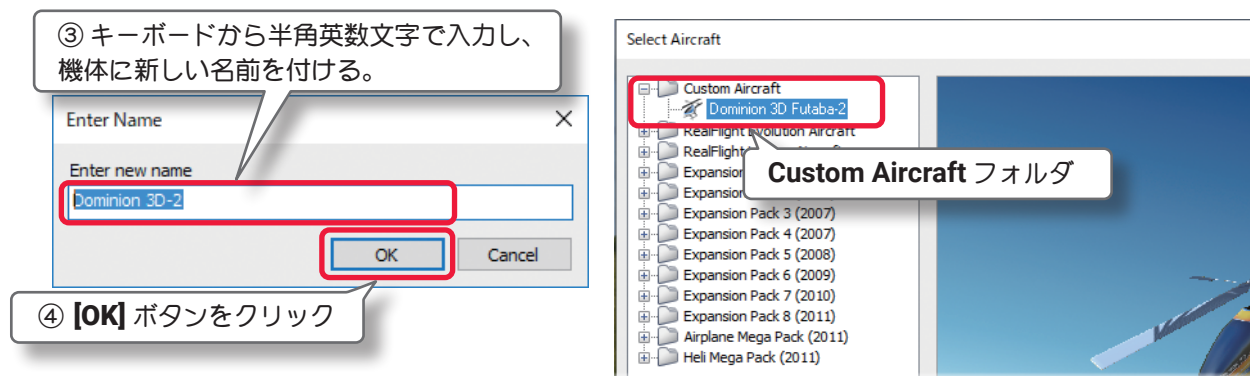 ③ キーボードから半角英数文字で入力し、
機体に新しい名前を付ける。
Enter Name
Enter new name
Dominion 3D-2
OK
Cancel
④ [OK] ボタンをクリック
Select Aircraft
Custom Aircraft
Dominion 3D Futaba-2
RealFlight Evolution Aircraft
RealFlight
Custom Aircraft フォルダ
Expansion
Expansion
Expansion Pack 3 (2007)
Expansion Pack 4 (2007)
Expansion Pack 5 (2008)
Expansion Pack 6 (2009)
Expansion Pack 7 (2010)
Expansion Pack 8 (2011)
Airplane Mega Pack (2011)
Heli Mega Pack (2011)